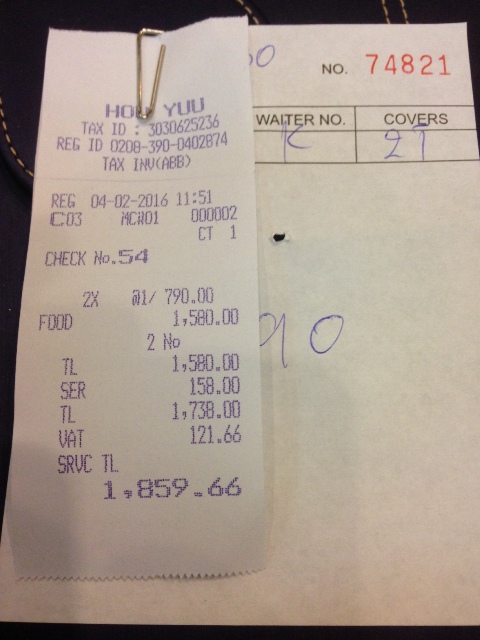 YUU
TAX ID : 3030625236
REG ID 0208-390-0402874
TAX INV(ABB)
REG 04-02-2016 11:51
C03 MC#01 000002
CT 1
CHECK No.54
2X @1/ 790.00
FOOD 1,580.00
2 No
TL 1,580.00
SER 158.00
TL 1,738.00
VAT 121.66
SRVC TL
1,859.66
NO. 74821
WAITER NO. COVERS
90